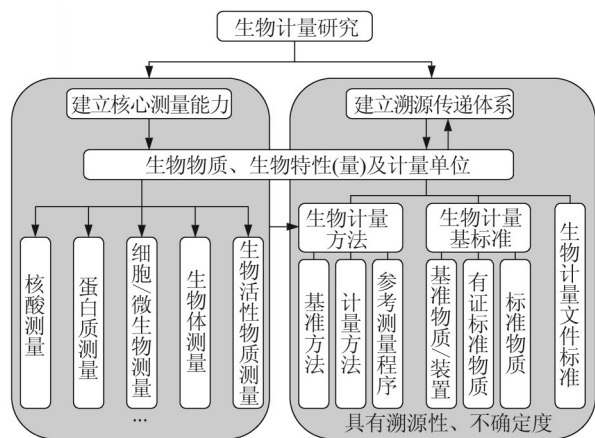 生物计量研究
建立核心测量能力
建立溯源传递体系
生物物质、生物特性(量)及计量单位
核酸测量
蛋白质测量
细胞/微生物测量
生物体测量
生物活性物质测量
...
生物计量
方法
生物计量
基标准
生物计量文件标准
基准方法
计量方法
参考测量程序
基准物质/装置
有证标准物质
标准物质
具有溯源性、不确定度